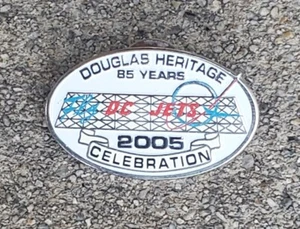 DOUGLAS HERITAGE
85 YEARS
DC JETS
2005
CELEBRATION